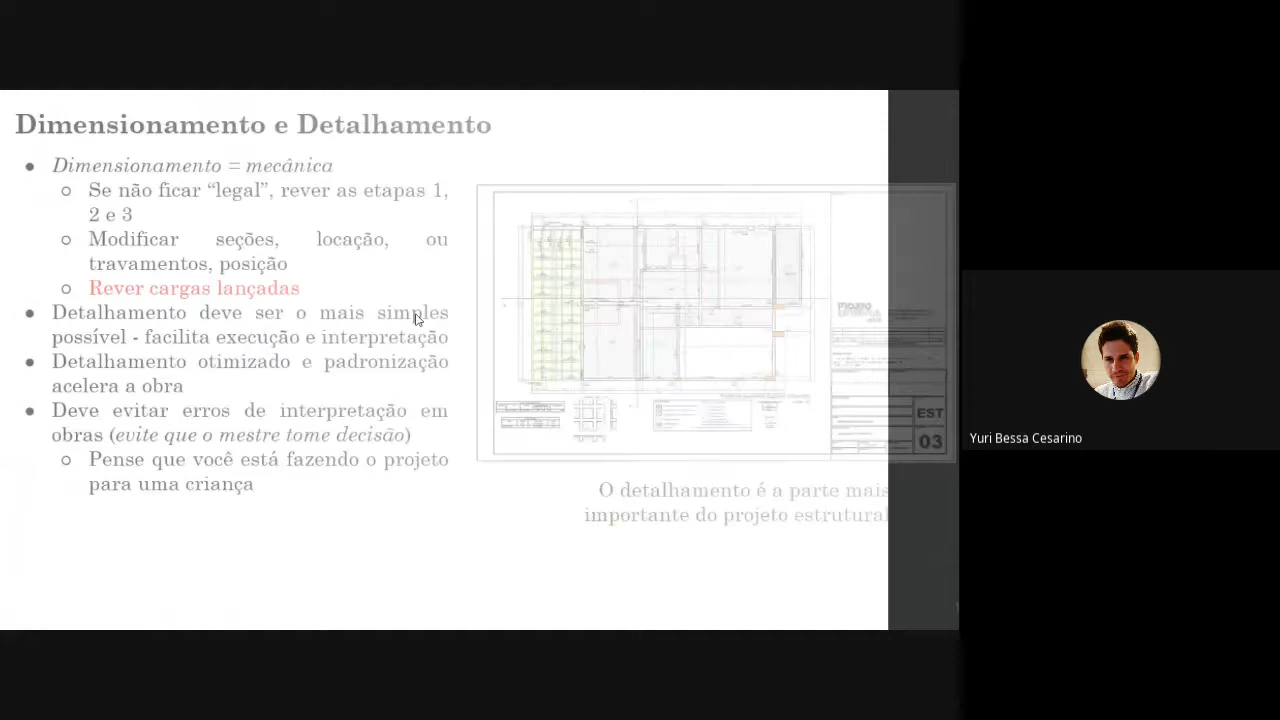 Dimensionamento e Detalhamento
● Dimensionamento = mecânica
○ Se não ficar “legal”, rever as etapas 1,
2 e 3
○ Modificar seções, locação, ou
travamentos, posição
○ Rever cargas lançadas
● Detalhamento deve ser o mais simples
possível - facilita execução e interpretação
● Detalhamento otimizado e padronização
acelera a obra
● Deve evitar erros de interpretação em
obras (evite que o mestre tome decisão)
○ Pense que você está fazendo o projeto
para uma criança
EST
03
O detalhamento é a parte mais
importante do projeto estrutural
Yuri Bessa Cesarino